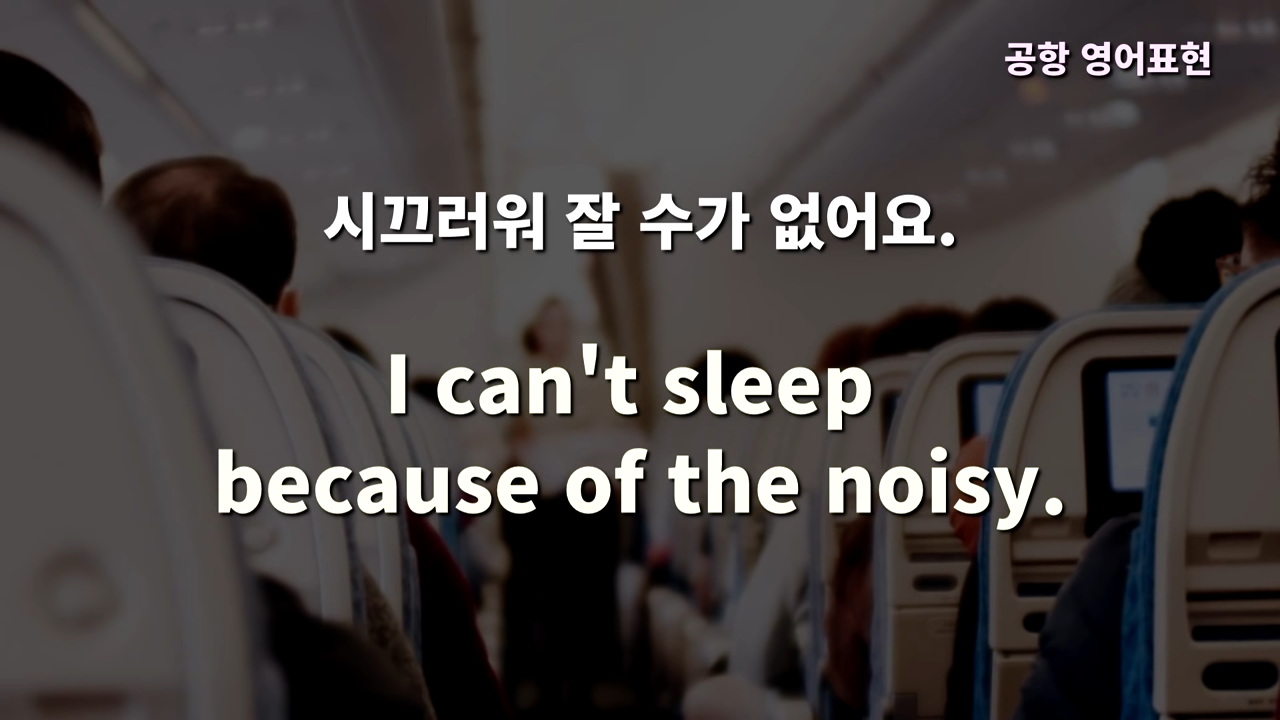 공항 영어표현
시끄러워 잘 수가 없어요.
I can't sleep
because of the noisy.